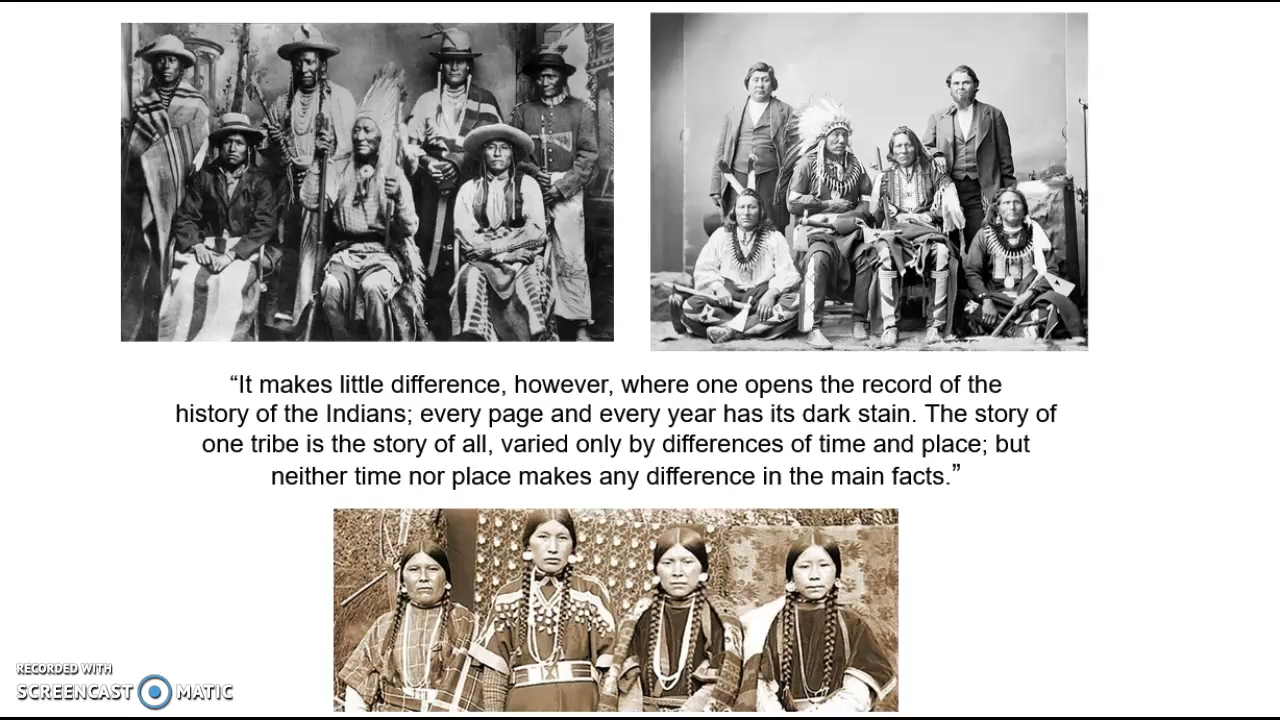 “It makes little difference, however, where one opens the record of the
history of the Indians; every page and every year has its dark stain. The story of
one tribe is the story of all, varied only by differences of time and place; but
neither time nor place makes any difference in the main facts.”
RECORDED WITH
SCREENCAST MATIC